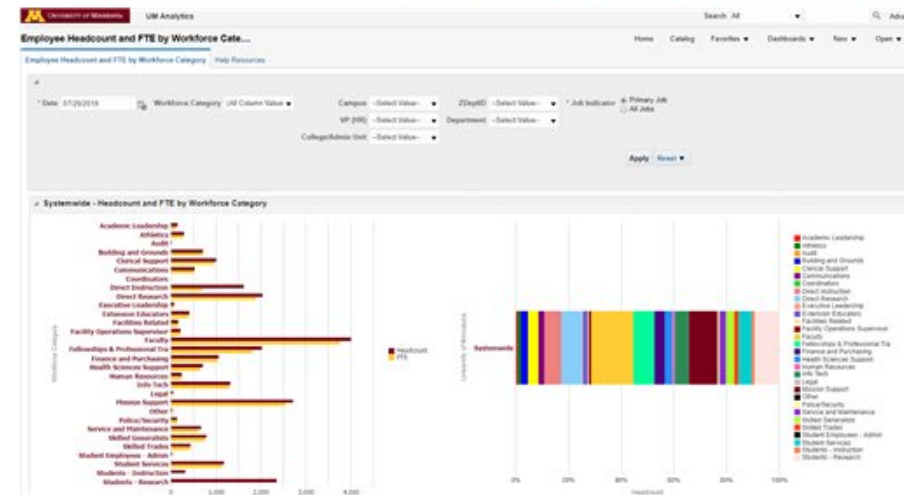 UNIVERSITY OF MINNESOTA
UM Analytics
Search All
Employee Headcount and FTE by Workforce Cate...
Home Catalog Favorites Dashboards New Open
Employee Headcount and FTE by Workforce Category Help Resources
* Date 07/29/2019 Workforce Category (All Column Value Campus --Select Value-- ZDeptID --Select Value-- * Job Indicator Primary Job
All Jobs
VP (HR) --Select Value-- Department --Select Value--
College/Admin Unit --Select Value--
Apply Reset
Systemwide - Headcount and FTE by Workforce Category
Workforce Category
Academic Leadership
Athletics
Audit
Building and Grounds
Clerical Support
Communications
Coordinators
Direct Instruction
Direct Research
Executive Leadership
Extension Educators
Facilities Related
Facility Operations Supervisor
Faculty
Fellowships & Professional Tra
Finance and Purchasing
Health Sciences Support
Human Resources
Info Tech
Legal
Mission Support
Other
Police/Security
Service and Maintenance
Skilled Generalists
Skilled Trades
Student Employees - Admin
Student Services
Students - Instruction
Students - Research
0 1,000 2,000 3,000 4,000
Headcount
FTE
University of Minnesota
Systemwide
0% 20% 40% 60% 80% 100%
Headcount
Academic Leadership
Athletics
Audit
Building and Grounds
Clerical Support
Communications
Coordinators
Direct Instruction
Direct Research
Executive Leadership
Extension Educators
Facilities Related
Facility Operations Supervisor
Faculty
Fellowships & Professional Tra
Finance and Purchasing
Health Sciences Support
Human Resources
Info Tech
Legal
Mission Support
Other
Police/Security
Service and Maintenance
Skilled Generalists
Skilled Trades
Student Employees - Admin
Student Services
Students - Instruction
Students - Research